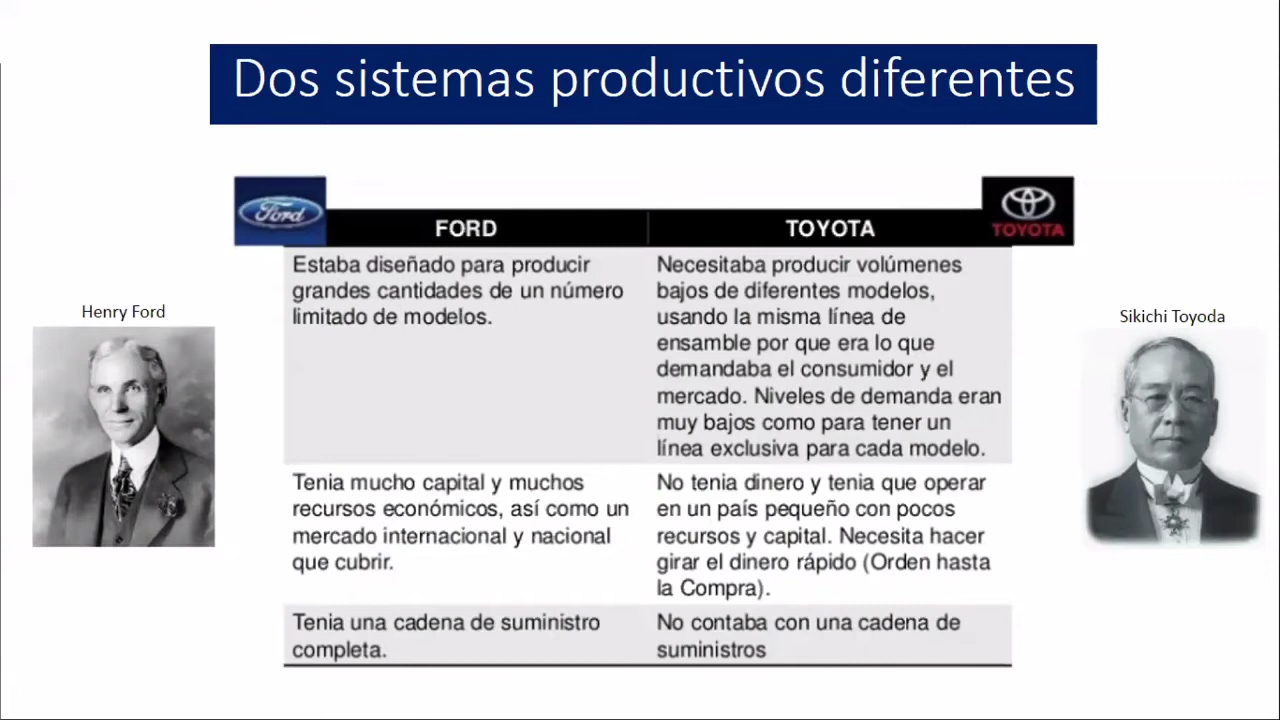 Dos sistemas productivos diferentes
Ford
FORD
TOYOTA
TOYOTA
Estaba diseñado para producir
grandes cantidades de un número
limitado de modelos.
Necesitaba producir volúmenes
bajos de diferentes modelos,
usando la misma línea de
ensamble por que era lo que
demandaba el consumidor y el
mercado. Niveles de demanda eran
muy bajos como para tener un
línea exclusiva para cada modelo.
Tenia mucho capital y muchos
recursos económicos, así como un
mercado internacional y nacional
que cubrir.
No tenia dinero y tenia que operar
en un país pequeño con pocos
recursos y capital. Necesita hacer
girar el dinero rápido (Orden hasta
la Compra).
Tenia una cadena de suministro
completa.
No contaba con una cadena de
suministros
Henry Ford
Sikichi Toyoda